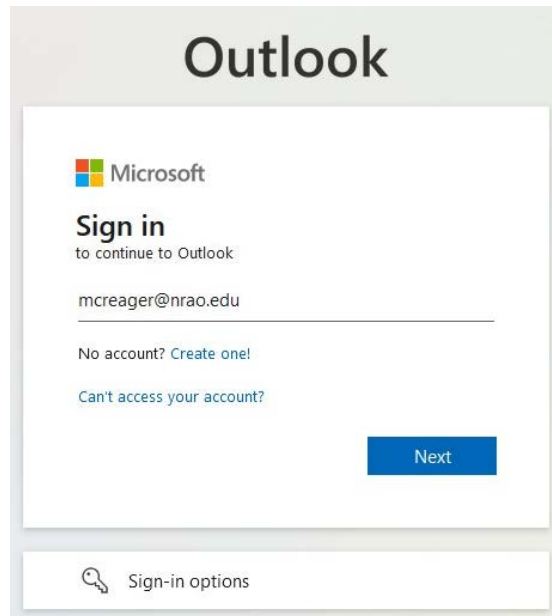 Outlook
Microsoft
Sign in
to continue to Outlook
mcreager@nrao.edu
No account? Create one!
Can't access your account?
Next
Sign-in options